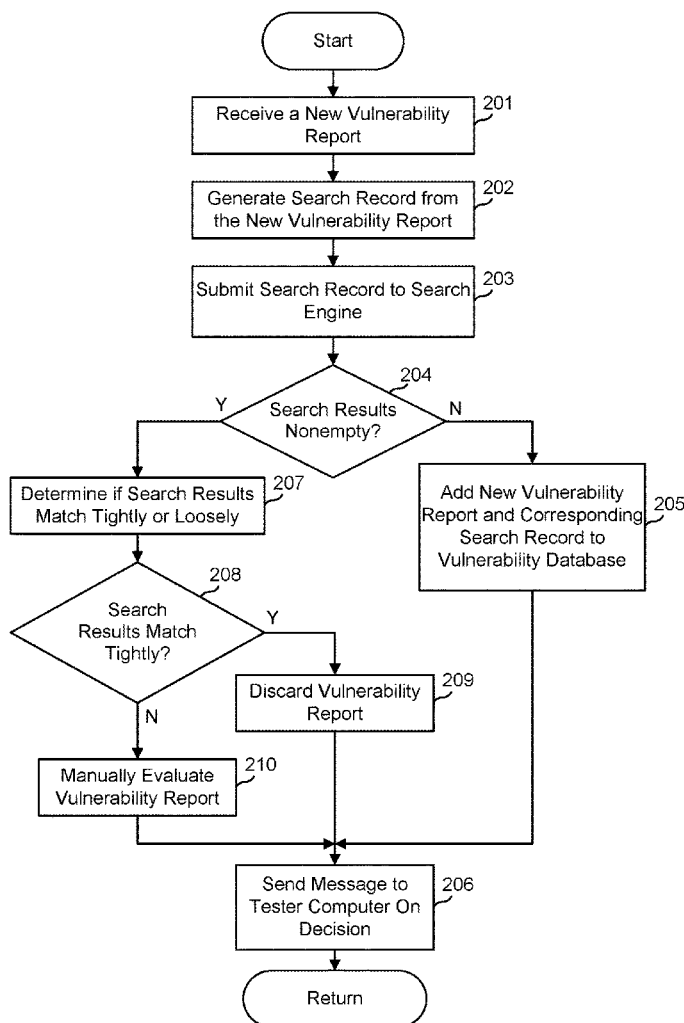 Start
Receive a New Vulnerability
Report
201
Generate Search Record from
the New Vulnerability Report
202
Submit Search Record to Search
Engine
203
Search Results
Nonempty?
204
Y
N
Determine if Search Results
Match Tightly or Loosely
207
Add New Vulnerability
Report and Corresponding
Search Record to
Vulnerability Database
205
Search
Results Match
Tightly?
208
Y
N
Discard Vulnerability
Report
209
Manually Evaluate
Vulnerability Report
210
Send Message to
Tester Computer On
Decision
206
Return